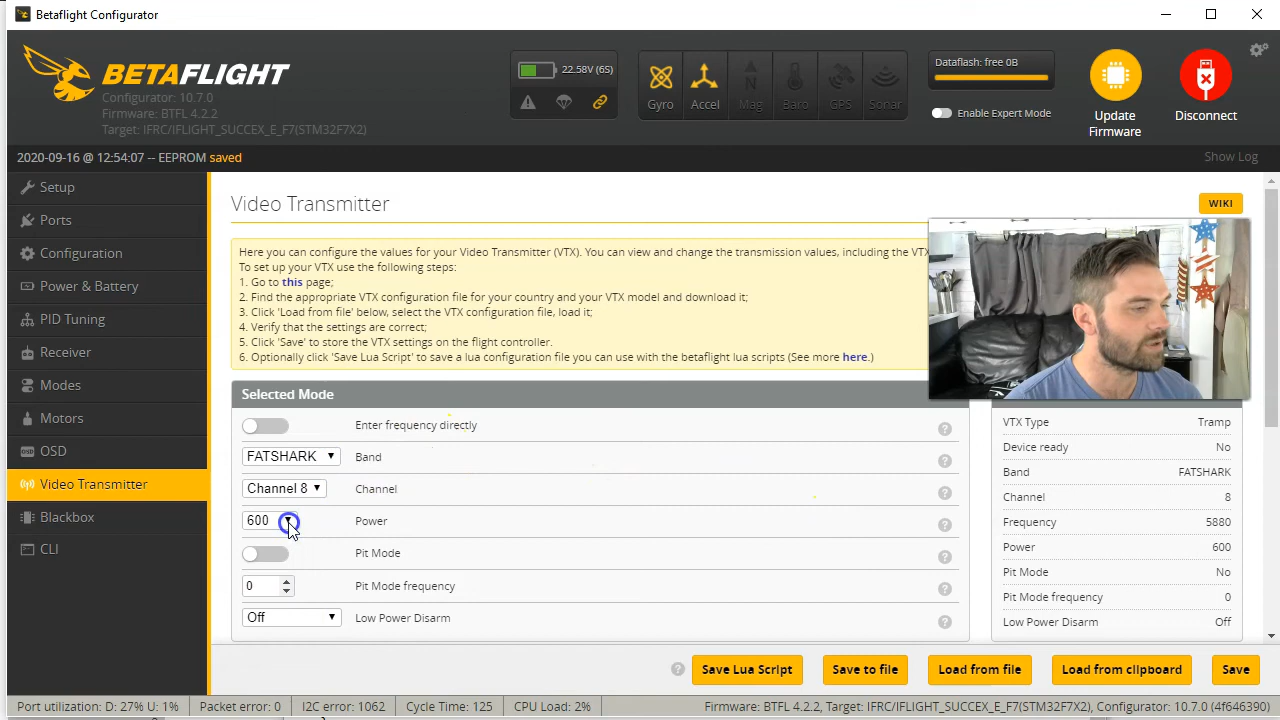 Betaflight Configurator
BETAFLIGHT
Configurator: 10.7.0
Firmware: BTFL 4.2.2
Target: IFRC/IFLIGHT_SUCCEX_E_F7(STM32F7X2)
22.58V (6S)
Gyro
Accel
Mag
Baro
GPS
Sonar
Dataflash: free 0B
Enable Expert Mode
Update
Firmware
Disconnect
2020-09-16 @ 12:54:07 -- EEPROM saved
Show Log
Setup
Ports
Configuration
Power & Battery
PID Tuning
Receiver
Modes
Motors
OSD
Video Transmitter
Blackbox
CLI
Video Transmitter
WIKI
Here you can configure the values for your Video Transmitter (VTX). You can view and change the transmission values, including the VTX
To set up your VTX use the following steps:
1. Go to this page;
2. Find the appropriate VTX configuration file for your country and your VTX model and download it;
3. Click 'Load from file' below, select the VTX configuration file, load it;
4. Verify that the settings are correct;
5. Click 'Save' to store the VTX settings on the flight controller.
6. Optionally click 'Save Lua Script' to save a lua configuration file you can use with the betaflight lua scripts (See more here.)
Selected Mode
Enter frequency directly
FATSHARK Band
Channel 8 Channel
600 Power
Pit Mode
0 Pit Mode frequency
Off Low Power Disarm
VTX Type Tramp
Device ready No
Band FATSHARK
Channel 8
Frequency 5880
Power 600
Pit Mode No
Pit Mode frequency 0
Low Power Disarm Off
Save Lua Script
Save to file
Load from file
Load from clipboard
Save
Port utilization: D: 27% U: 1%
Packet error: 0
I2C error: 1062
Cycle Time: 125
CPU Load: 2%
Firmware: BTFL 4.2.2, Target: IFRC/IFLIGHT_SUCCEX_E_F7(STM32F7X2), Configurator: 10.7.0 (4f646390)